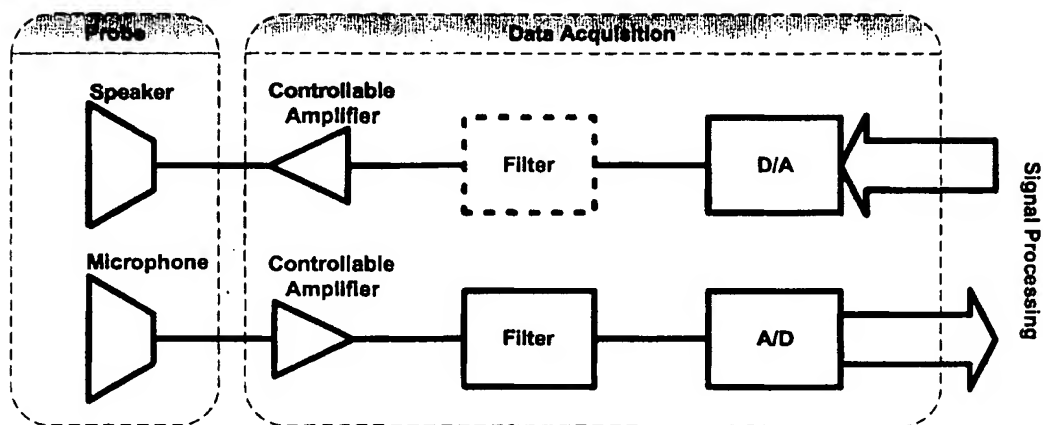 Probe
Data Acquisition
Speaker
Controllable
Amplifier
Filter
D/A
Signal Processing
Microphone
Controllable
Amplifier
Filter
A/D